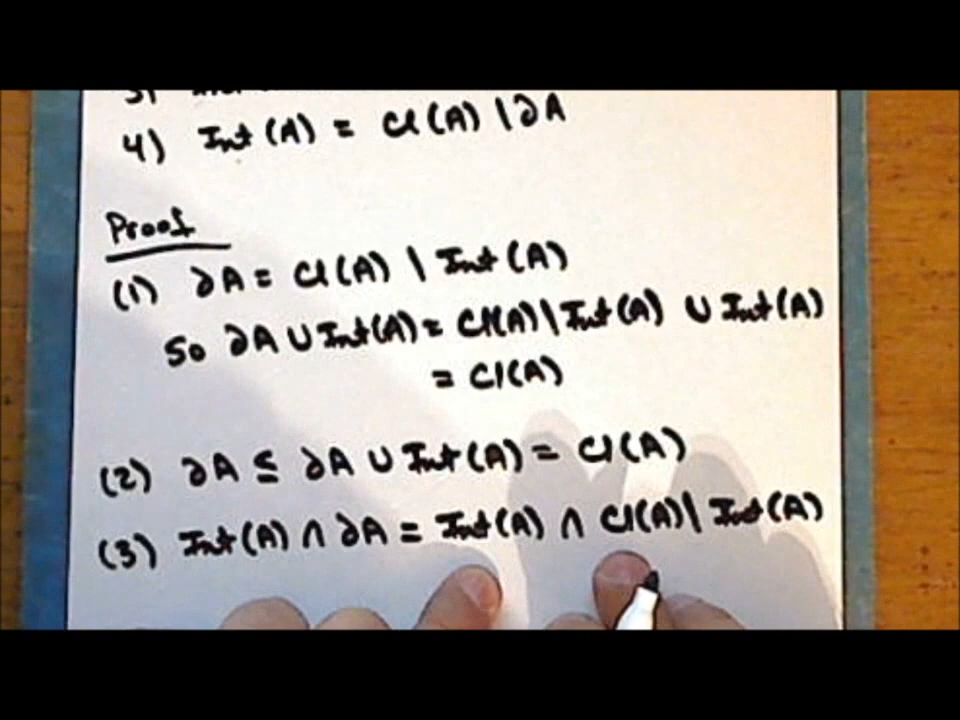 3)
4) Int(A) = Cl(A) \ ∂A
Proof
(1) ∂A = Cl(A) \ Int(A)
So ∂A ∪ Int(A) = Cl(A) \ Int(A) ∪ Int(A)
= Cl(A)
(2) ∂A ⊆ ∂A ∪ Int(A) = Cl(A)
(3) Int(A) ∩ ∂A = Int(A) ∩ Cl(A) \ Int(A)